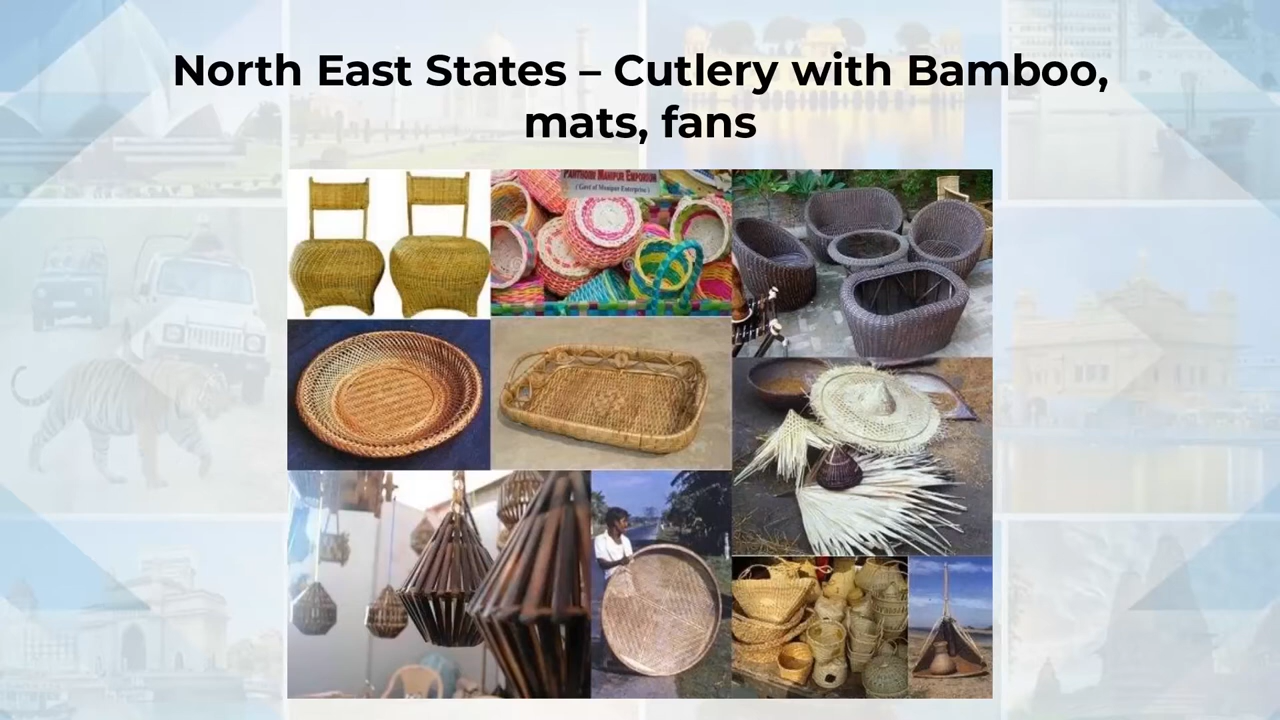 North East States – Cutlery with Bamboo,
mats, fans
PANTHOIBI MANIPUR EMPORIUM
( Govt of Manipur Enterprise )